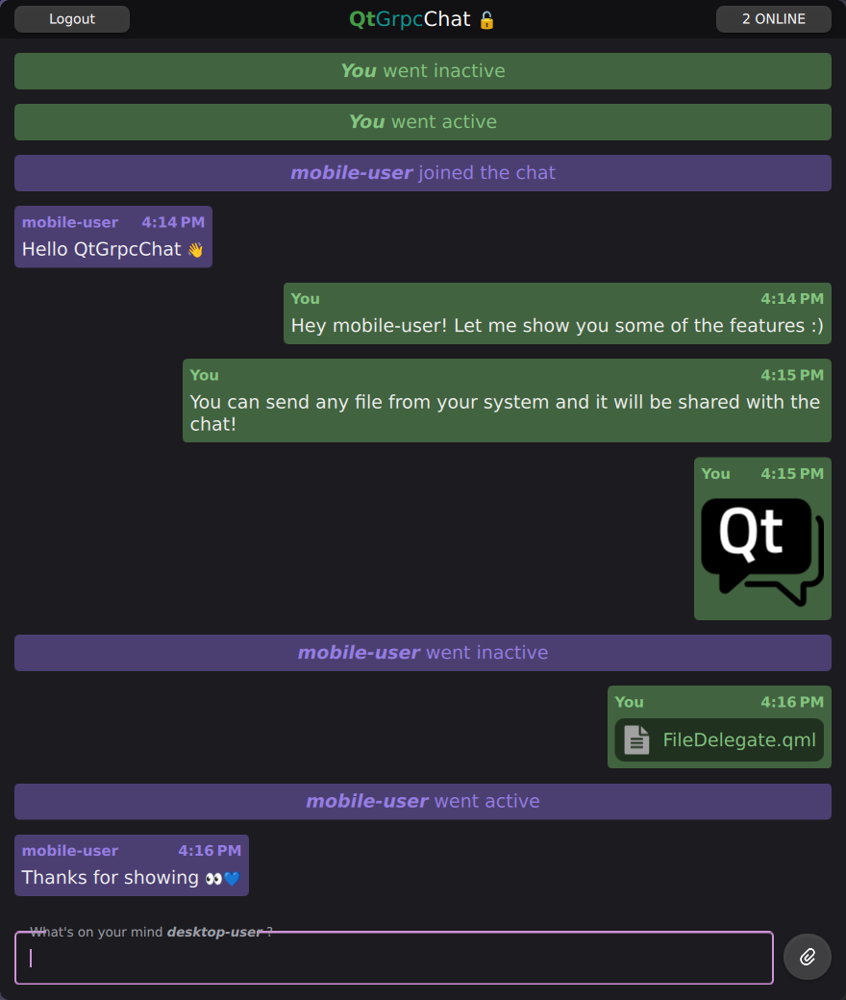 Logout
QtGrpcChat 🔓
2 ONLINE
You went inactive
You went active
mobile-user joined the chat
mobile-user 4:14 PM
Hello QtGrpcChat 👋
You 4:14 PM
Hey mobile-user! Let me show you some of the features :)
You 4:15 PM
You can send any file from your system and it will be shared with the
chat!
You 4:15 PM
Qt
mobile-user went inactive
You 4:16 PM
FileDelegate.qml
mobile-user went active
mobile-user 4:16 PM
Thanks for showing 👀💙
What's on your mind desktop-user ?